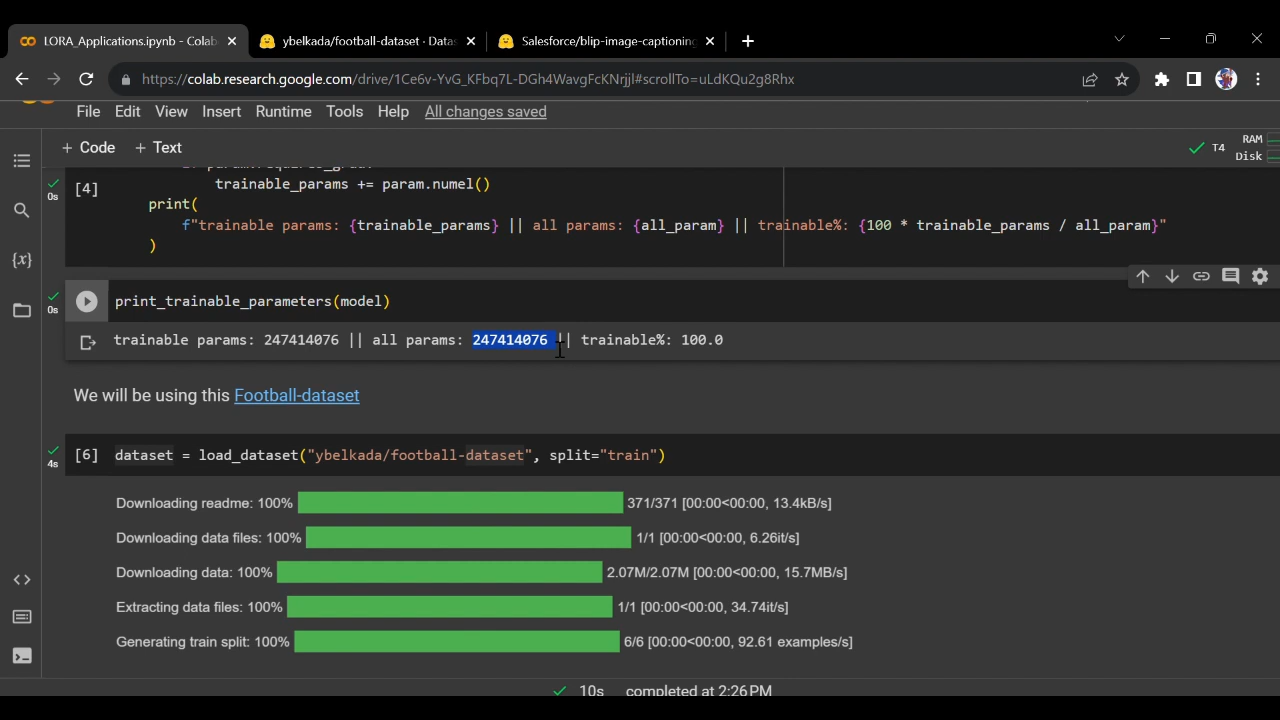 LORA_Applications.ipynb - Colab
ybelkada/football-dataset · Datas
Salesforce/blip-image-captioning
https://colab.research.google.com/drive/1Ce6v-YvG_KFbq7L-DGh4WavgFcKNrjjl#scrollTo=uLdKQu2g8Rhx
File Edit View Insert Runtime Tools Help All changes saved
+ Code + Text
T4 RAM
Disk
0s [4] trainable_params += param.numel()
print(
f"trainable params: {trainable_params} || all params: {all_param} || trainable%: {100 * trainable_params / all_param}"
)
0s print_trainable_parameters(model)
trainable params: 247414076 || all params: 247414076 || trainable%: 100.0
We will be using this Football-dataset
4s [6] dataset = load_dataset("ybelkada/football-dataset", split="train")
Downloading readme: 100% 371/371 [00:00<00:00, 13.4kB/s]
Downloading data files: 100% 1/1 [00:00<00:00, 6.26it/s]
Downloading data: 100% 2.07M/2.07M [00:00<00:00, 15.7MB/s]
Extracting data files: 100% 1/1 [00:00<00:00, 34.74it/s]
Generating train split: 100% 6/6 [00:00<00:00, 92.61 examples/s]
10s completed at 2:26 PM